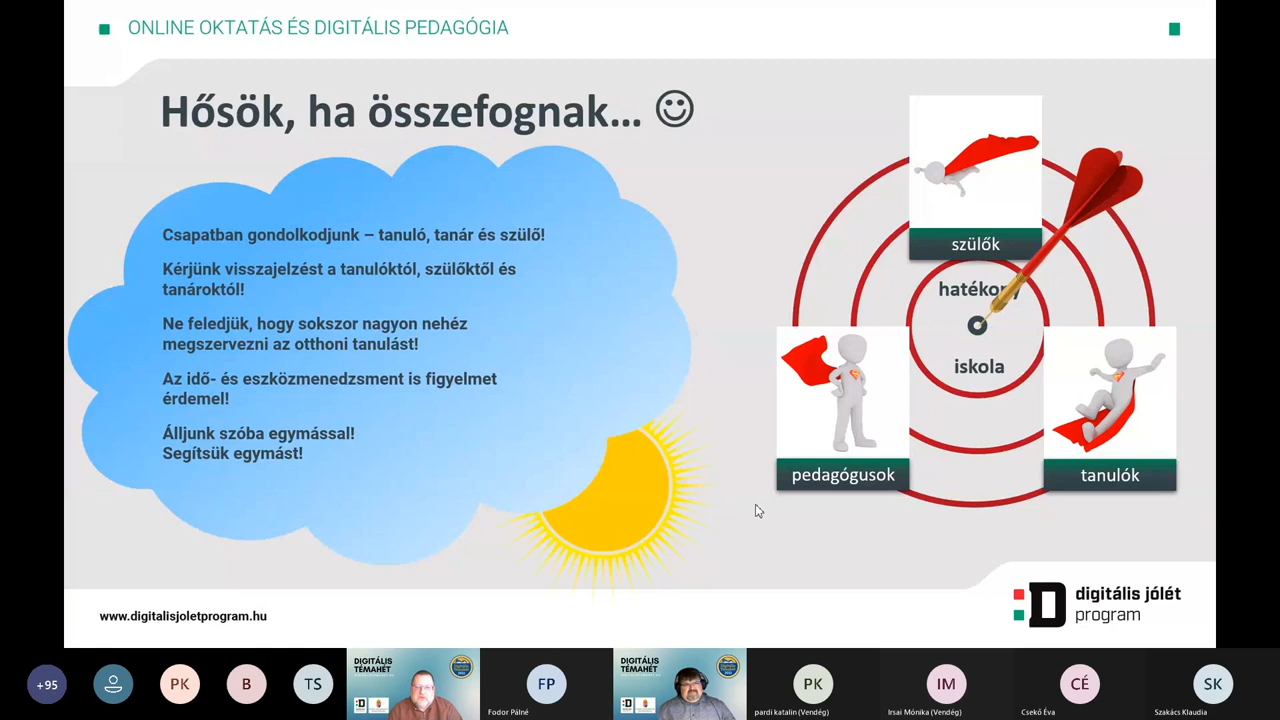 ONLINE OKTATÁS ÉS DIGITÁLIS PEDAGÓGIA
Hősök, ha összefognak...
Csapatban gondolkodjunk – tanuló, tanár és szülő!
Kérjünk visszajelzést a tanulóktól, szülőktől és
tanároktól!
Ne feledjük, hogy sokszor nagyon nehéz
megszervezni az otthoni tanulást!
Az idő- és eszközmenedzsment is figyelmet
érdemel!
Álljunk szóba egymással!
Segítsük egymást!
szülők
hatékony
iskola
pedagógusok
tanulók
www.digitalisjoletprogram.hu
digitális jólét
program
+95
PK
B
TS
DIGITÁLIS
TÉMAHÉT
FP
Fodor Pálné
DIGITÁLIS
TÉMAHÉT
PK
pardi katalin (Vendég)
IM
Irsai Mónika (Vendég)
CÉ
Csekő Éva
SK
Szakács Klaudia